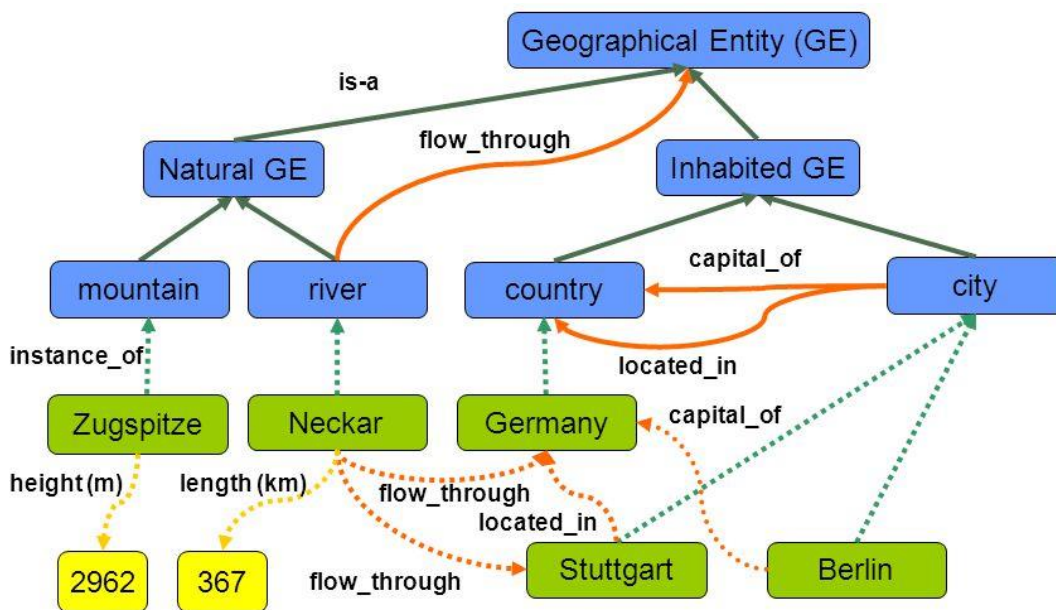 Geographical Entity (GE)
is-a
flow_through
Natural GE
Inhabited GE
capital_of
mountain
river
country
city
instance_of
located_in
Zugspitze
Neckar
Germany
capital_of
height (m)
length (km)
flow_through
located_in
2962
367
flow_through
Stuttgart
Berlin